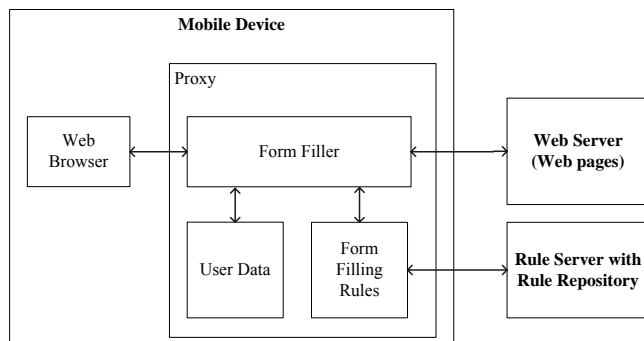 Mobile Device
Proxy
Web
Browser
Form Filler
Web Server
(Web pages)
User Data
Form
Filling
Rules
Rule Server with
Rule Repository